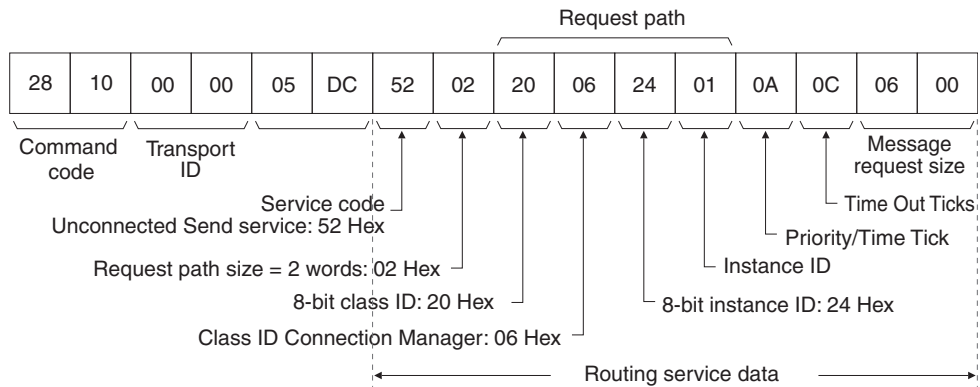 Request path
28 10 00 00 05 DC 52 02 20 06 24 01 0A 0C 06 00
Command code
Transport ID
Message request size
Service code
Unconnected Send service: 52 Hex
Time Out Ticks
Priority/Time Tick
Request path size = 2 words: 02 Hex
Instance ID
8-bit class ID: 20 Hex
8-bit instance ID: 24 Hex
Class ID Connection Manager: 06 Hex
Routing service data